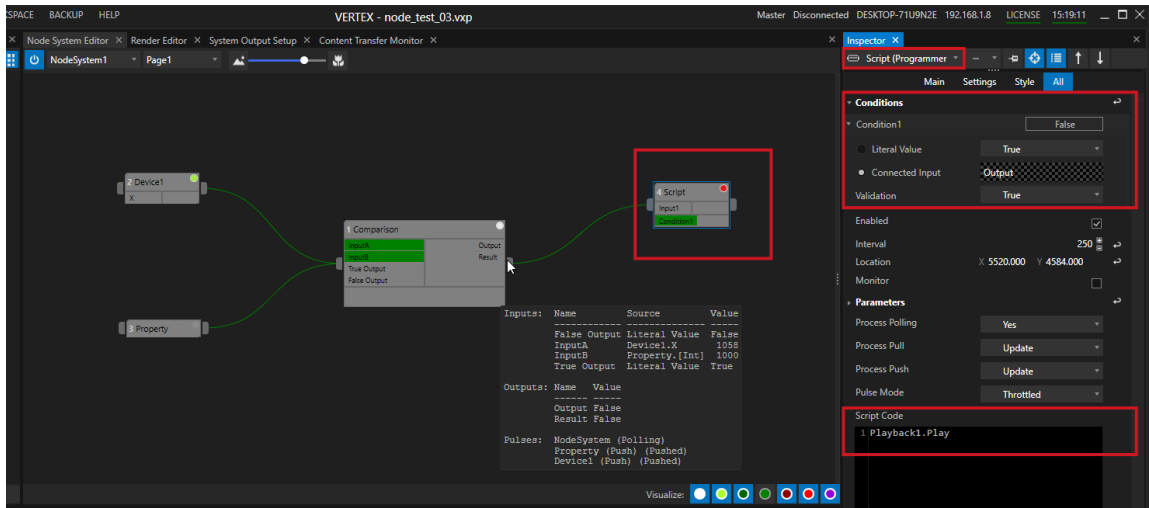 KSPACE BACKUP HELP VERTEX - node_test_03.vxp Master Disconnected DESKTOP-71U9N2E 192.168.1.8 LICENSE 15:19:11
Node System Editor Render Editor System Output Setup Content Transfer Monitor
NodeSystem1 Page1
2 Device1
X
1 Comparison
InputA Output
InputB Result
True Output
False Output
3 Property
4 Script
Input1
Condition1
Inputs: Name Source Value
------------ -------------- -----
False Output Literal Value False
InputA Device1.X 1058
InputB Property.[Int] 1000
True Output Literal Value True
Outputs: Name Value
------ -----
Output False
Result False
Pulses: NodeSystem (Polling)
Property (Push) (Pushed)
Device1 (Push) (Pushed)
Visualize:
Inspector
Script (Programmer
Main Settings Style All
Conditions
Condition1 False
Literal Value True
Connected Input Output
Validation True
Enabled
Interval 250
Location X 5520.000 Y 4584.000
Monitor
Parameters
Process Polling Yes
Process Pull Update
Process Push Update
Pulse Mode Throttled
Script Code
1 Playback1.Play